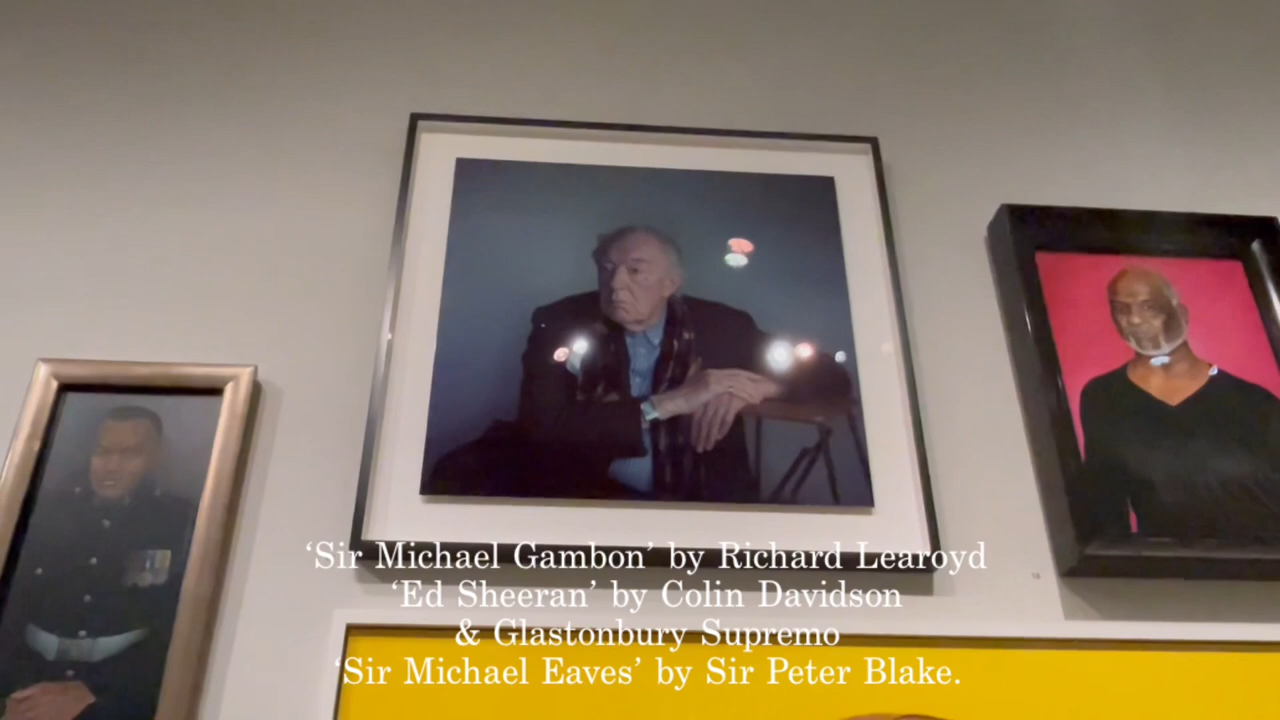 ‘Sir Michael Gambon’ by Richard Learoyd
‘Ed Sheeran’ by Colin Davidson
& Glastonbury Supremo
‘Sir Michael Eaves’ by Sir Peter Blake.